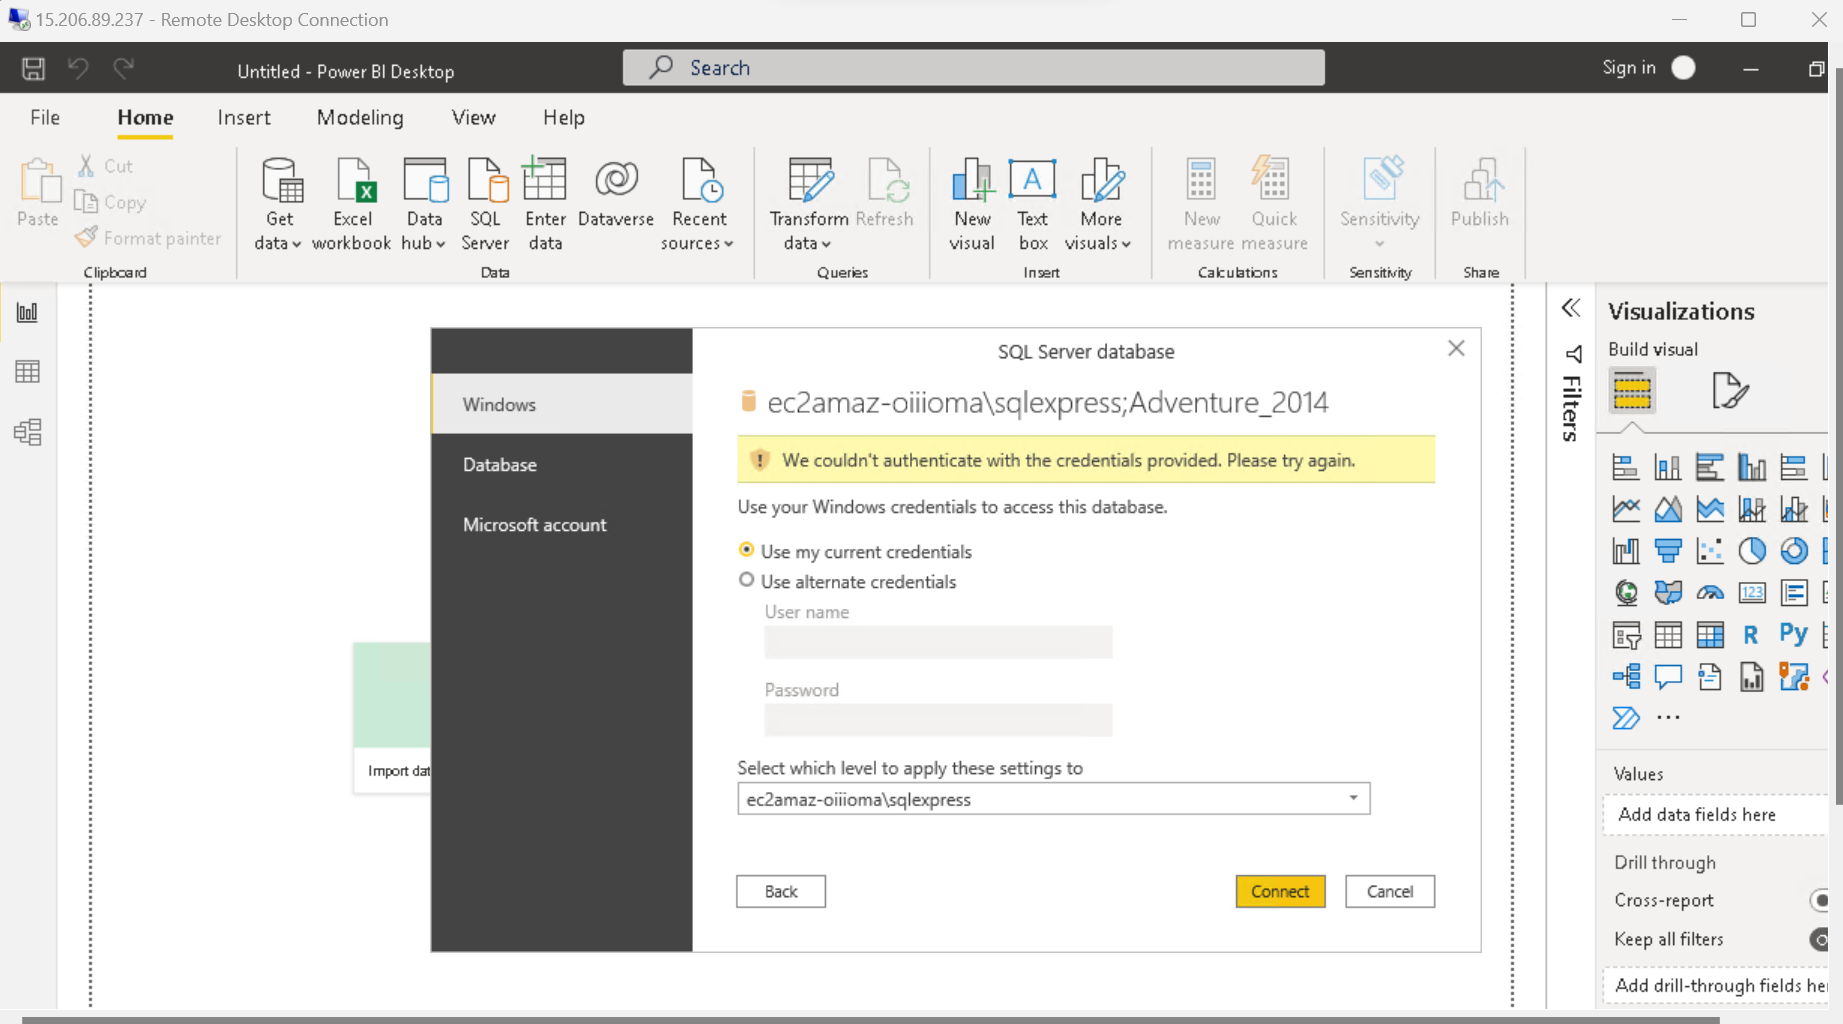 15.206.89.237 - Remote Desktop Connection
Untitled - Power BI Desktop
Search
Sign in
File Home Insert Modeling View Help
Paste
Cut
Copy
Format painter
Clipboard
Get data
Excel workbook
Data hub
SQL Server
Enter data
Dataverse
Recent sources
Data
Transform data
Refresh
Queries
New visual
A
Text box
More visuals
Insert
New measure
Quick measure
Calculations
Sensitivity
Sensitivity
Publish
Share
Import dat
Windows
Database
Microsoft account
SQL Server database
ec2amaz-oiiioma\sqlexpress;Adventure_2014
We couldn't authenticate with the credentials provided. Please try again.
Use your Windows credentials to access this database.
Use my current credentials
Use alternate credentials
User name
Password
Select which level to apply these settings to
ec2amaz-oiiioma\sqlexpress
Back
Connect
Cancel
Filters
Visualizations
Build visual
123
R Py
Values
Add data fields here
Drill through
Cross-report
Keep all filters
Add drill-through fields her